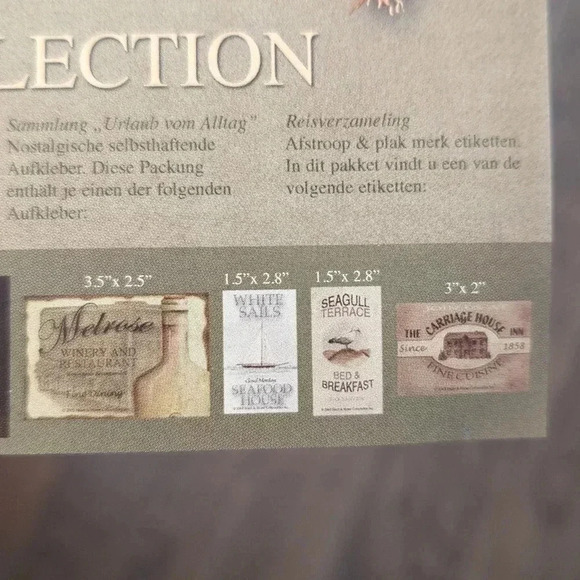 LECTION
Sammlung „Urlaub vom Alltag"
Nostalgische selbsthaftende
Aufkleber. Diese Packung
enthält je einen der folgenden
Aufkleber:
Reisverzameling
Afstroop & plak merk etiketten.
In dit pakket vindt u een van de
volgende etiketten:
3.5"x 2.5"
Melrose
WINERY AND
RESTAURANT
Fine Dining
1.5"x 2.8"
WHITE
SAILS
SEAFOOD
HOUSE
1.5"x 2.8"
SEAGULL
TERRACE
BED &
BREAKFAST
3"x 2"
THE CARRIAGE HOUSE INN
Since 1858
FINE CUISINE